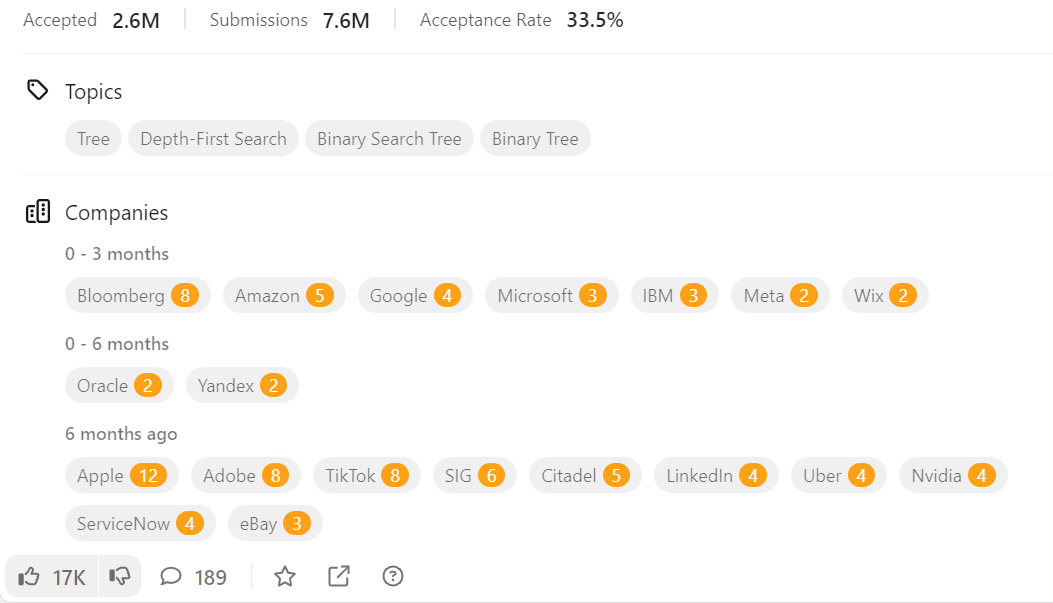 Accepted 2.6M Submissions 7.6M Acceptance Rate 33.5%
Topics
Tree Depth-First Search Binary Search Tree Binary Tree
Companies
0 - 3 months
Bloomberg 8 Amazon 5 Google 4 Microsoft 3 IBM 3 Meta 2 Wix 2
0 - 6 months
Oracle 2 Yandex 2
6 months ago
Apple 12 Adobe 8 TikTok 8 SIG 6 Citadel 5 LinkedIn 4 Uber 4 Nvidia 4
ServiceNow 4 eBay 3
17K 189